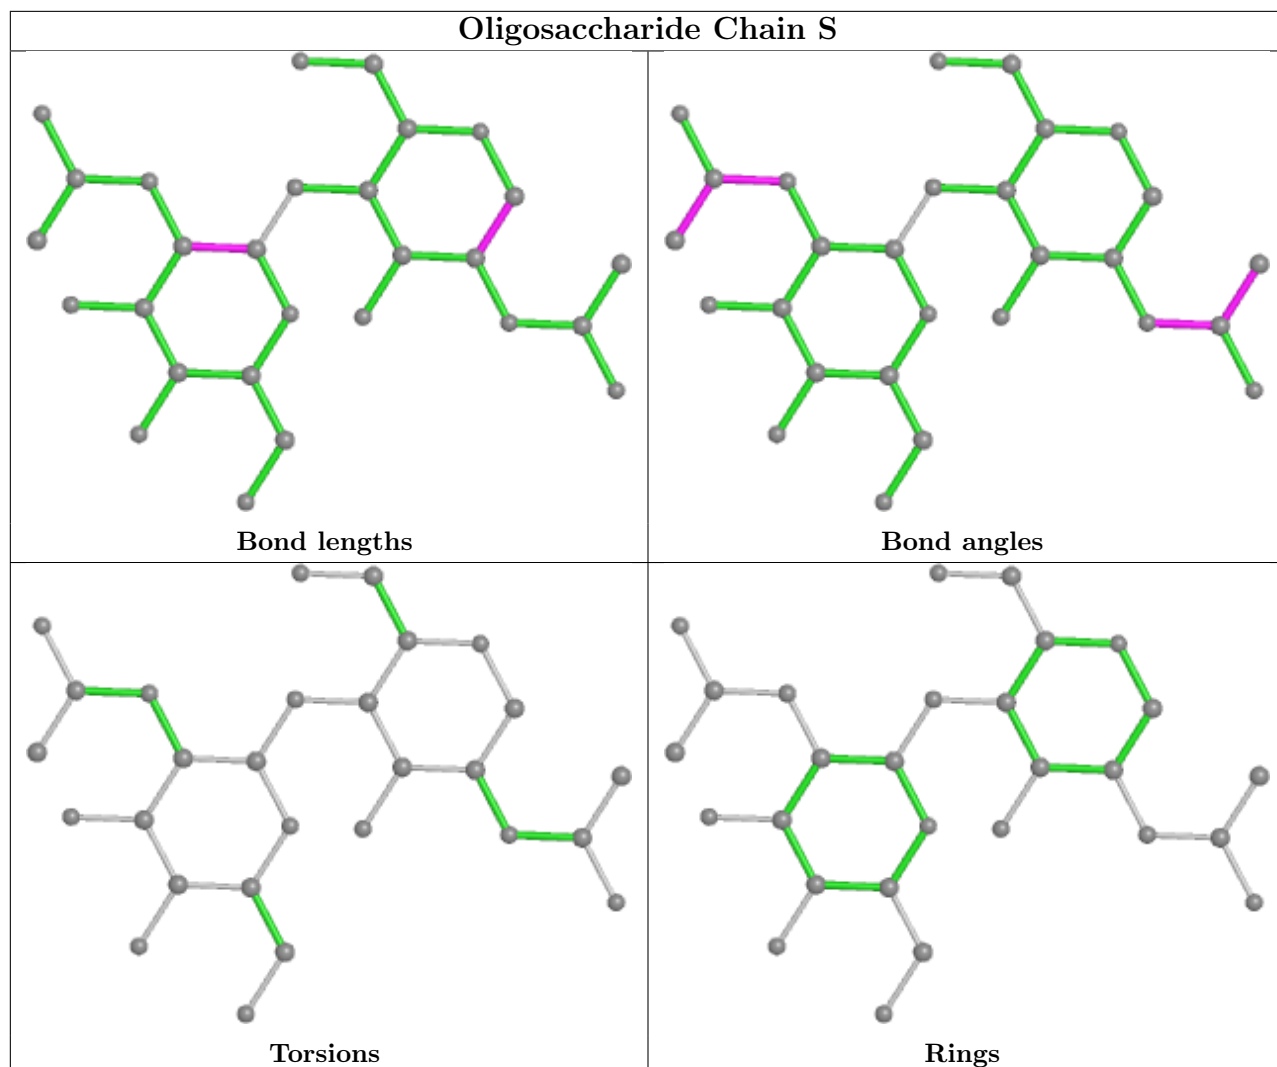 Oligosaccharide Chain S
Bond lengths
Bond angles
Torsions
Rings